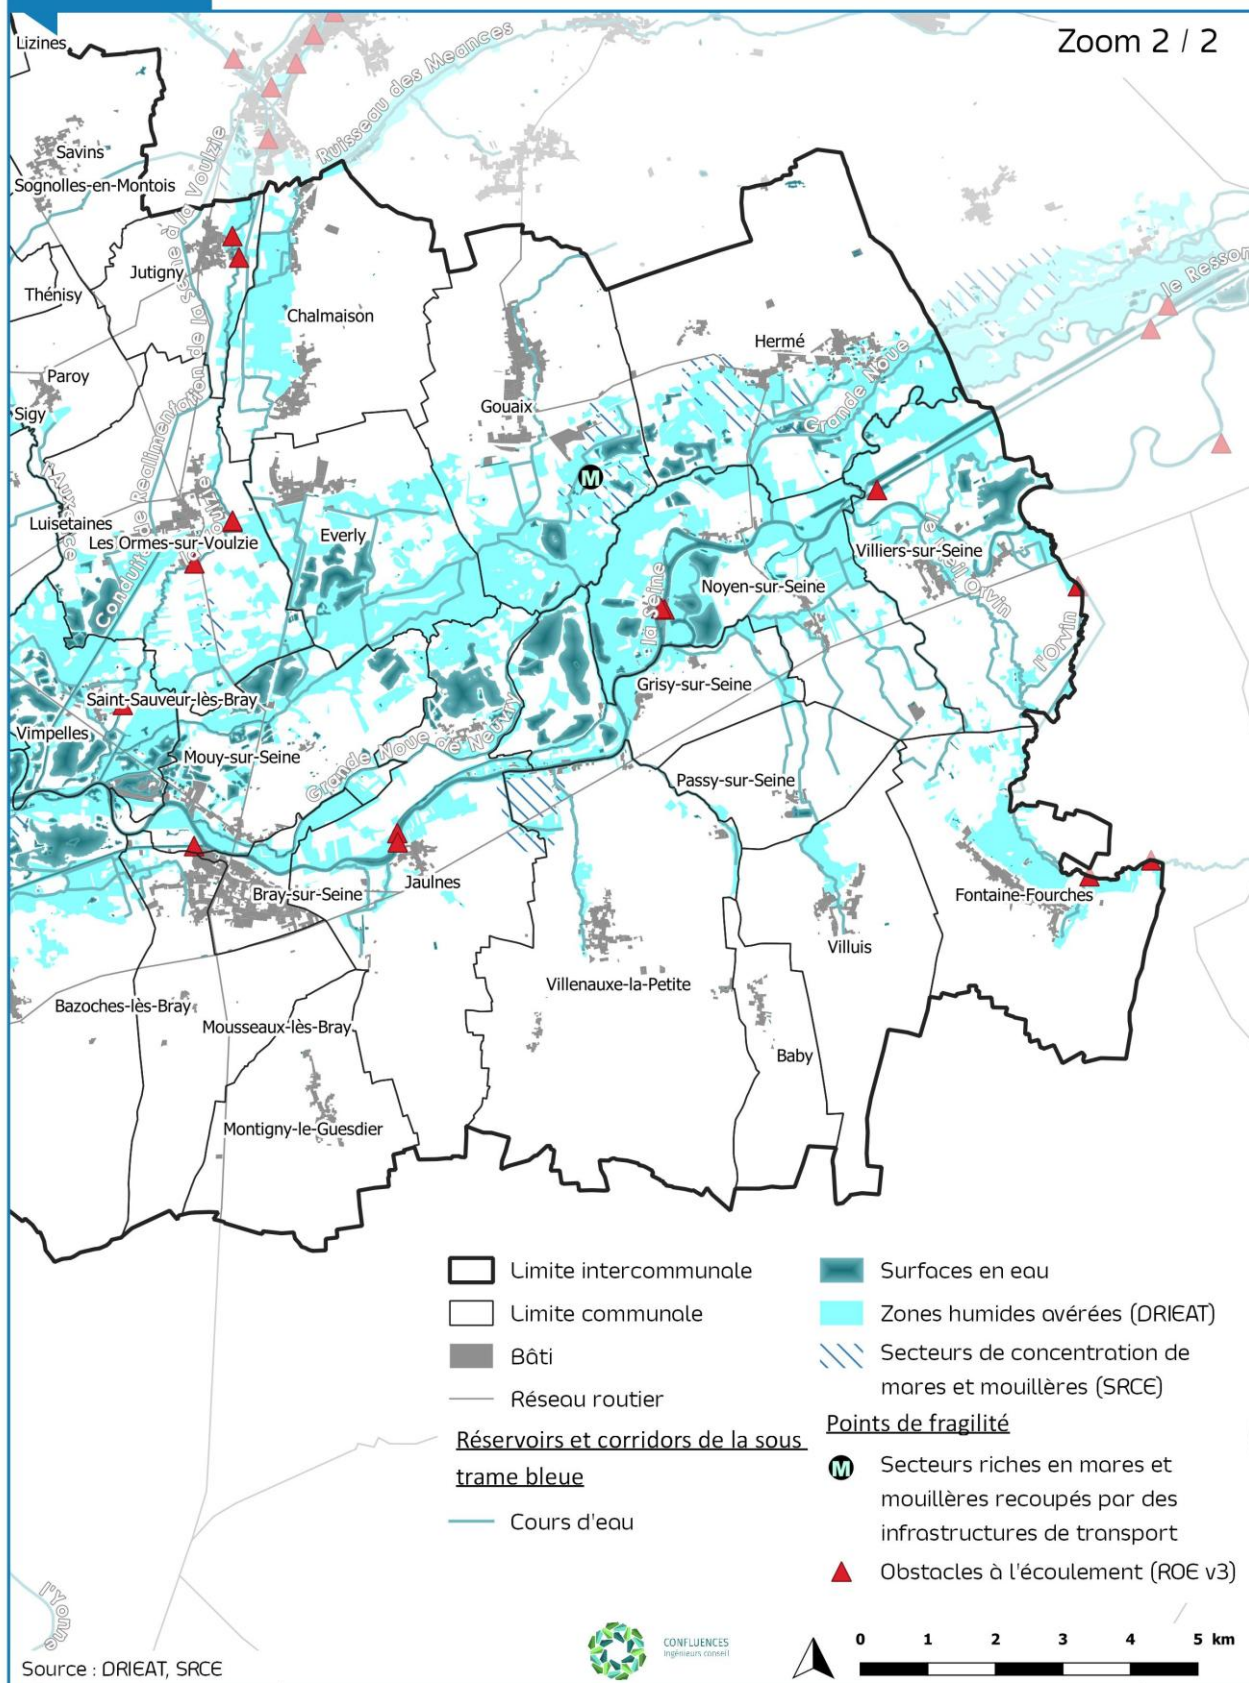 Zoom 2 / 2
Lizines
Ruisseau des Meances
Savins
Sognolles-en-Montois
Conduite de Réalimentation de la Seine à la Voulzie
Jutigny
Thénisy
Chalmaison
le Resson
Hermé
Paroy
Grande Noue
Sigy
Gouaix
M
l'Auxence
Luisetaines
Les Ormes-sur-Voulzie
Everly
Villiers-sur-Seine
Noyen-sur-Seine
la Seine
l'Orvin
Grisy-sur-Seine
Saint-Sauveur-lès-Bray
Vimpelles
Mouy-sur-Seine
Grande Noue de Neuvry
Passy-sur-Seine
Jaulnes
Bray-sur-Seine
Fontaine-Fourches
Villuis
Villenauxe-la-Petite
Bazoches-lès-Bray
Mousseaux-lès-Bray
Baby
Montigny-le-Guesdier
Limite intercommunale
Limite communale
Bâti
Réseau routier
Réservoirs et corridors de la sous
trame bleue
Cours d'eau
Surfaces en eau
Zones humides avérées (DRIEAT)
Secteurs de concentration de
mares et mouillères (SRCE)
Points de fragilité
M
Secteurs riches en mares et
mouillères recoupés par des
infrastructures de transport
Obstacles à l'écoulement (ROE v3)
l'Yonne
Source : DRIEAT, SRCE
CONFLUENCES
Ingénieurs conseil
0 1 2 3 4 5 km